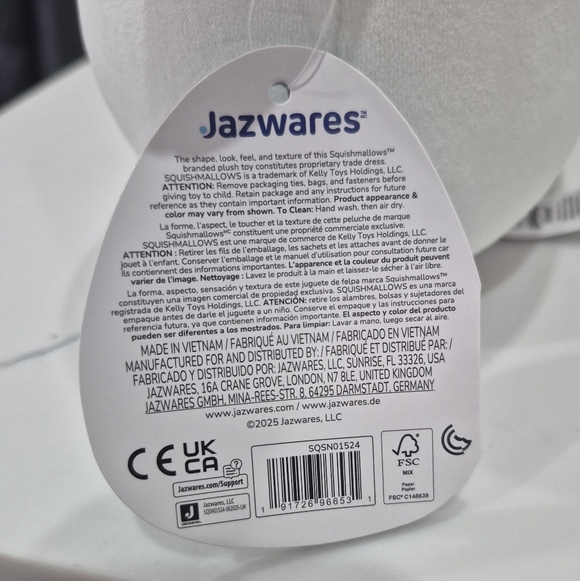 Jazwares™
The shape, look, feel, and texture of this Squishmallows™
branded plush toy constitutes proprietary trade dress.
SQUISHMALLOWS is a trademark of Kelly Toys Holdings, LLC.
ATTENTION: Remove packaging ties, bags, and fasteners before
giving toy to child. Retain package and any instructions for future
reference as they contain important information. Product appearance &
color may vary from shown. To Clean: Hand wash, then air dry.
La forme, l'aspect, le toucher et la texture de cette peluche de marque
Squishmallowsᴹᶜ constituent une propriété commerciale exclusive.
SQUISHMALLOWS est une marque de commerce de Kelly Toys Holdings, LLC.
ATTENTION : Retirer les fils de l'emballage, les sachets et les attaches avant de donner le
jouet à l'enfant. Conserver l'emballage et le manuel d'utilisation pour consultation future car
ils contiennent des informations importantes. L'apparence et la couleur du produit peuvent
varier de l'image. Nettoyage : Lavez le produit à la main et laissez-le sécher à l'air libre.
La forma, aspecto, sensación y textura de este juguete de felpa marca Squishmallows™
constituyen una imagen comercial de propiedad exclusiva. SQUISHMALLOWS es una marca
registrada de Kelly Toys Holdings, LLC. ATENCIÓN: retire los alambres, bolsas y sujetadores del
empaque antes de darle el juguete a un niño. Conserve el empaque y las instrucciones para
referencia futura, ya que contienen información importante. El aspecto y color del producto
pueden ser diferentes a los mostrados. Para limpiar: Lavar a mano, luego secar al aire.
MADE IN VIETNAM / FABRIQUÉ AU VIETNAM / FABRICADO EN VIETNAM
MANUFACTURED FOR AND DISTRIBUTED BY: / FABRIQUÉ ET DISTRIBUÉ PAR: /
FABRICADO Y DISTRIBUIDO POR: JAZWARES, LLC, SUNRISE, FL 33326, USA
JAZWARES, 16A CRANE GROVE, LONDON, N7 8LE, UNITED KINGDOM
JAZWARES GMBH, MINA-REES-STR. 8, 64295 DARMSTADT, GERMANY
www.jazwares.com / www.jazware.de
©2025 Jazwares, LLC
CE UK
CA
Jazwares.com/Support
J
JAZWARES
Jazwares, LLC
SQSN01524-062025-LW
SQSN01524
1 91726 96653 1
FSC
MIX
Paper
Papier
FSC® C148639